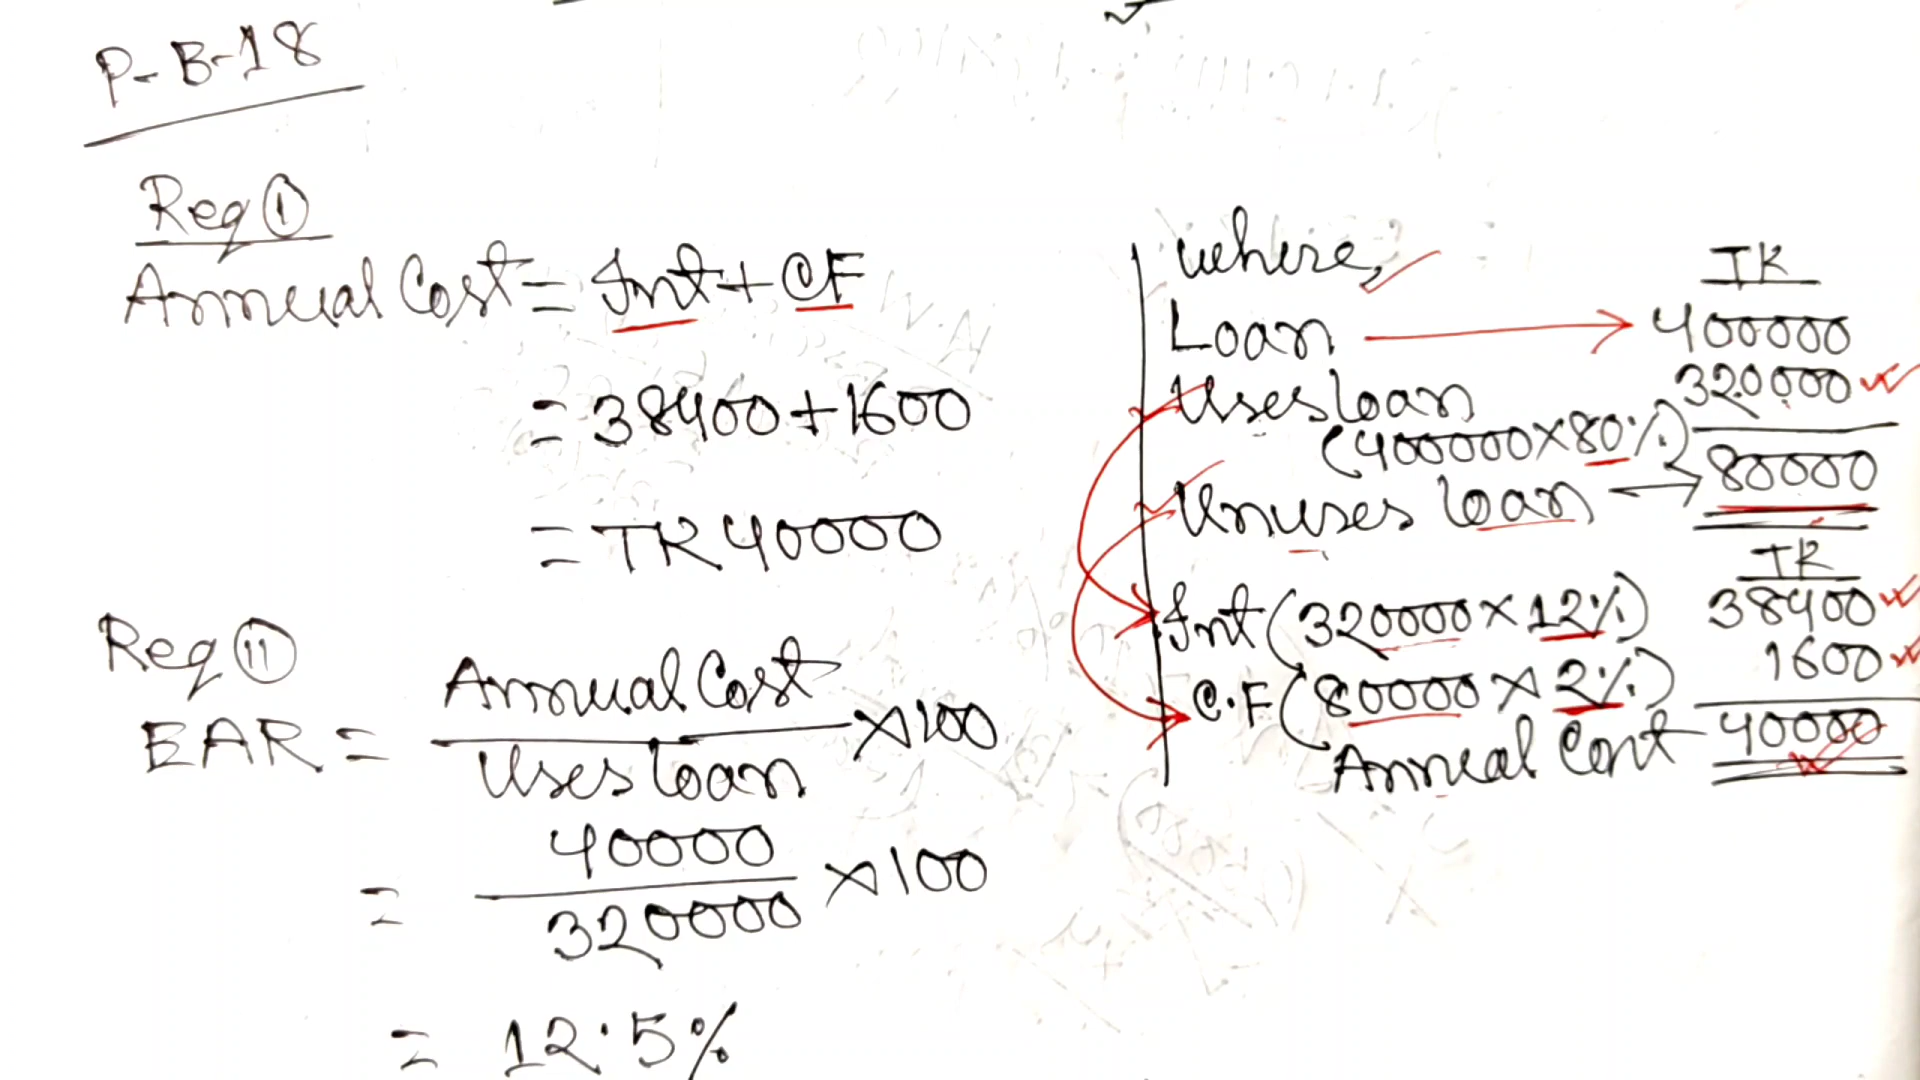 P-B-18
Req ①
Annual Cost = Int + CF
= 38400 + 1600
= TK 40000
Req ⑪
EAR = Annual Cost / Uses loan × 100
= 40000 / 320000 × 100
= 12.5%
where,
TK
Loan → 400000
Uses loan 320000
(400000×80%)
Unuses loan → 80000
TK
Int (320000 × 12%) 38400
C.F (80000 × 2%) 1600
Annual Cont 40000